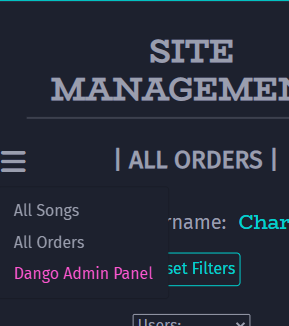 SITE
MANAGEMEN
| ALL ORDERS |
All Songs
rname: Char
All Orders
set Filters
Dango Admin Panel
Users: